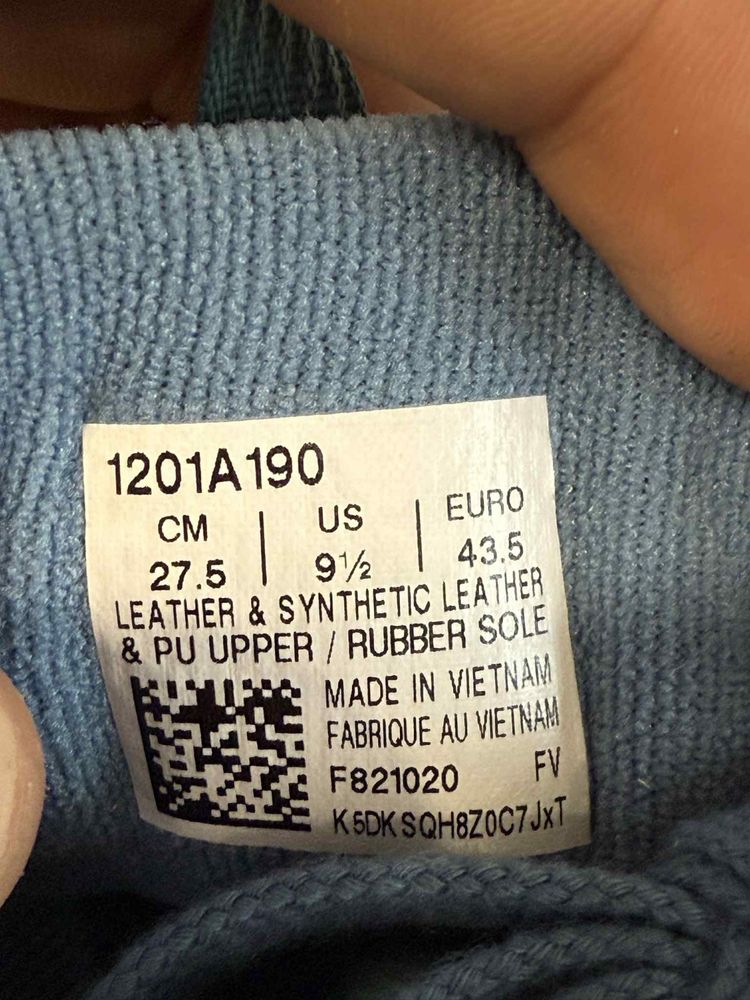 1201A190
CM | US | EURO
27.5 | 9½ | 43.5
LEATHER & SYNTHETIC LEATHER
& PU UPPER / RUBBER SOLE
MADE IN VIETNAM
FABRIQUE AU VIETNAM
F821020 FV
K5DKSQH8Z0C7JxT